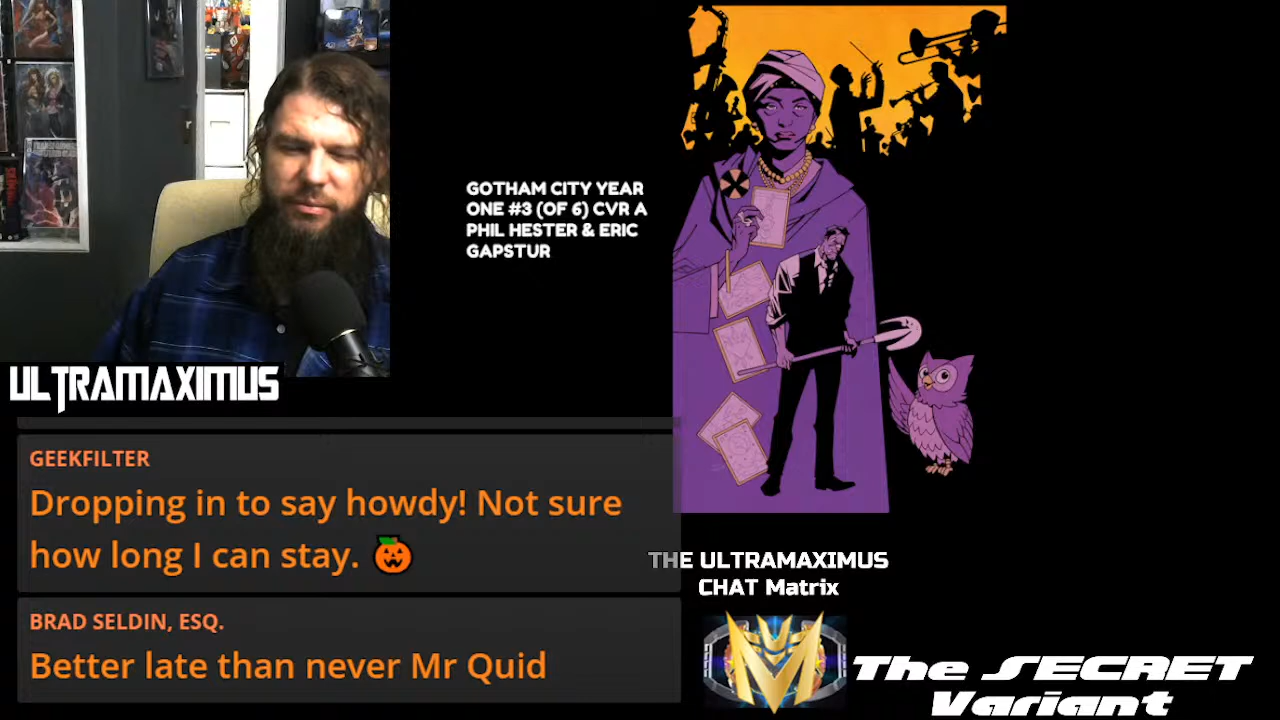 GOTHAM CITY YEAR
ONE #3 (OF 6) CVR A
PHIL HESTER & ERIC
GAPSTUR
ULTRAMAXIMUS
GEEKFILTER
Dropping in to say howdy! Not sure
how long I can stay. 🎃
BRAD SELDIN, ESQ.
Better late than never Mr Quid
THE ULTRAMAXIMUS
CHAT Matrix
The SECRET
Variant